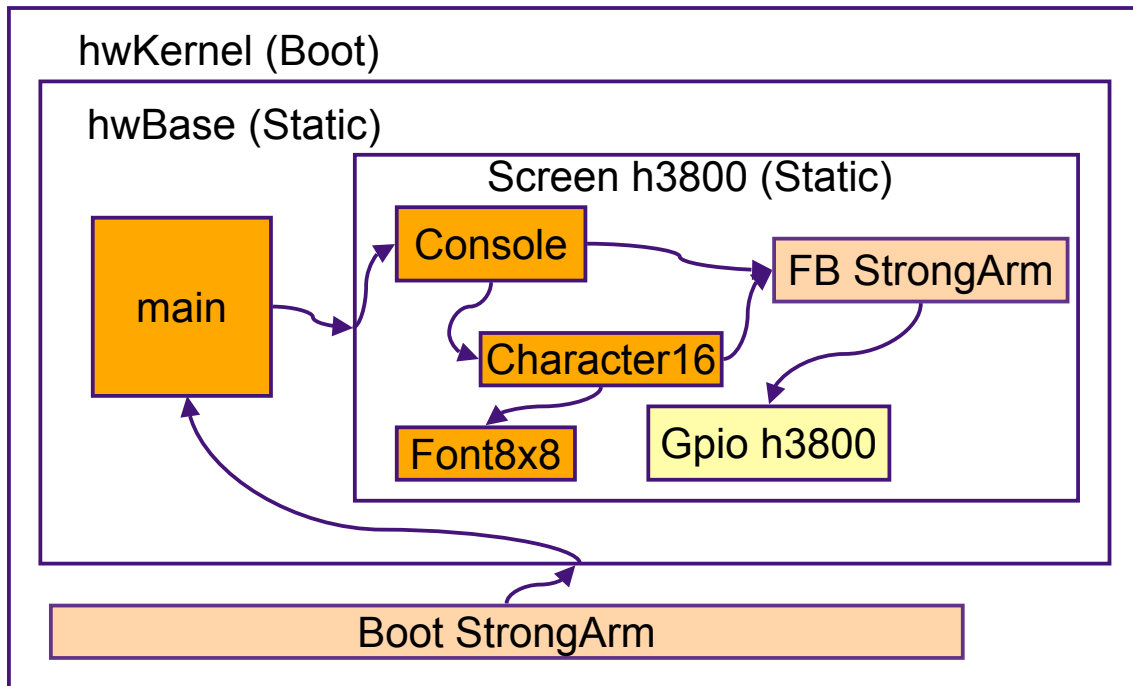 hwKernel (Boot)
hwBase (Static)
Screen h3800 (Static)
Console
FB StrongArm
main
Character16
Font8x8
Gpio h3800
Boot StrongArm